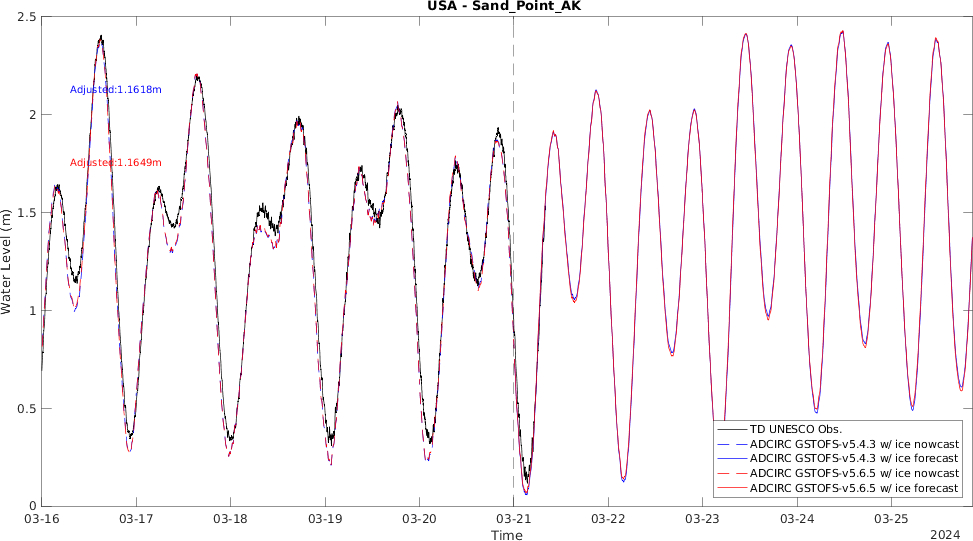 USA - Sand_Point_AK
2.5
2
1.5
1
0.5
0
Water Level (m)
Adjusted:1.1618m
Adjusted:1.1649m
TD UNESCO Obs.
ADCIRC GSTOFS-v5.4.3 w/ ice nowcast
ADCIRC GSTOFS-v5.4.3 w/ ice forecast
ADCIRC GSTOFS-v5.6.5 w/ ice nowcast
ADCIRC GSTOFS-v5.6.5 w/ ice forecast
03-16 03-17 03-18 03-19 03-20 03-21 03-22 03-23 03-24 03-25
Time
2024